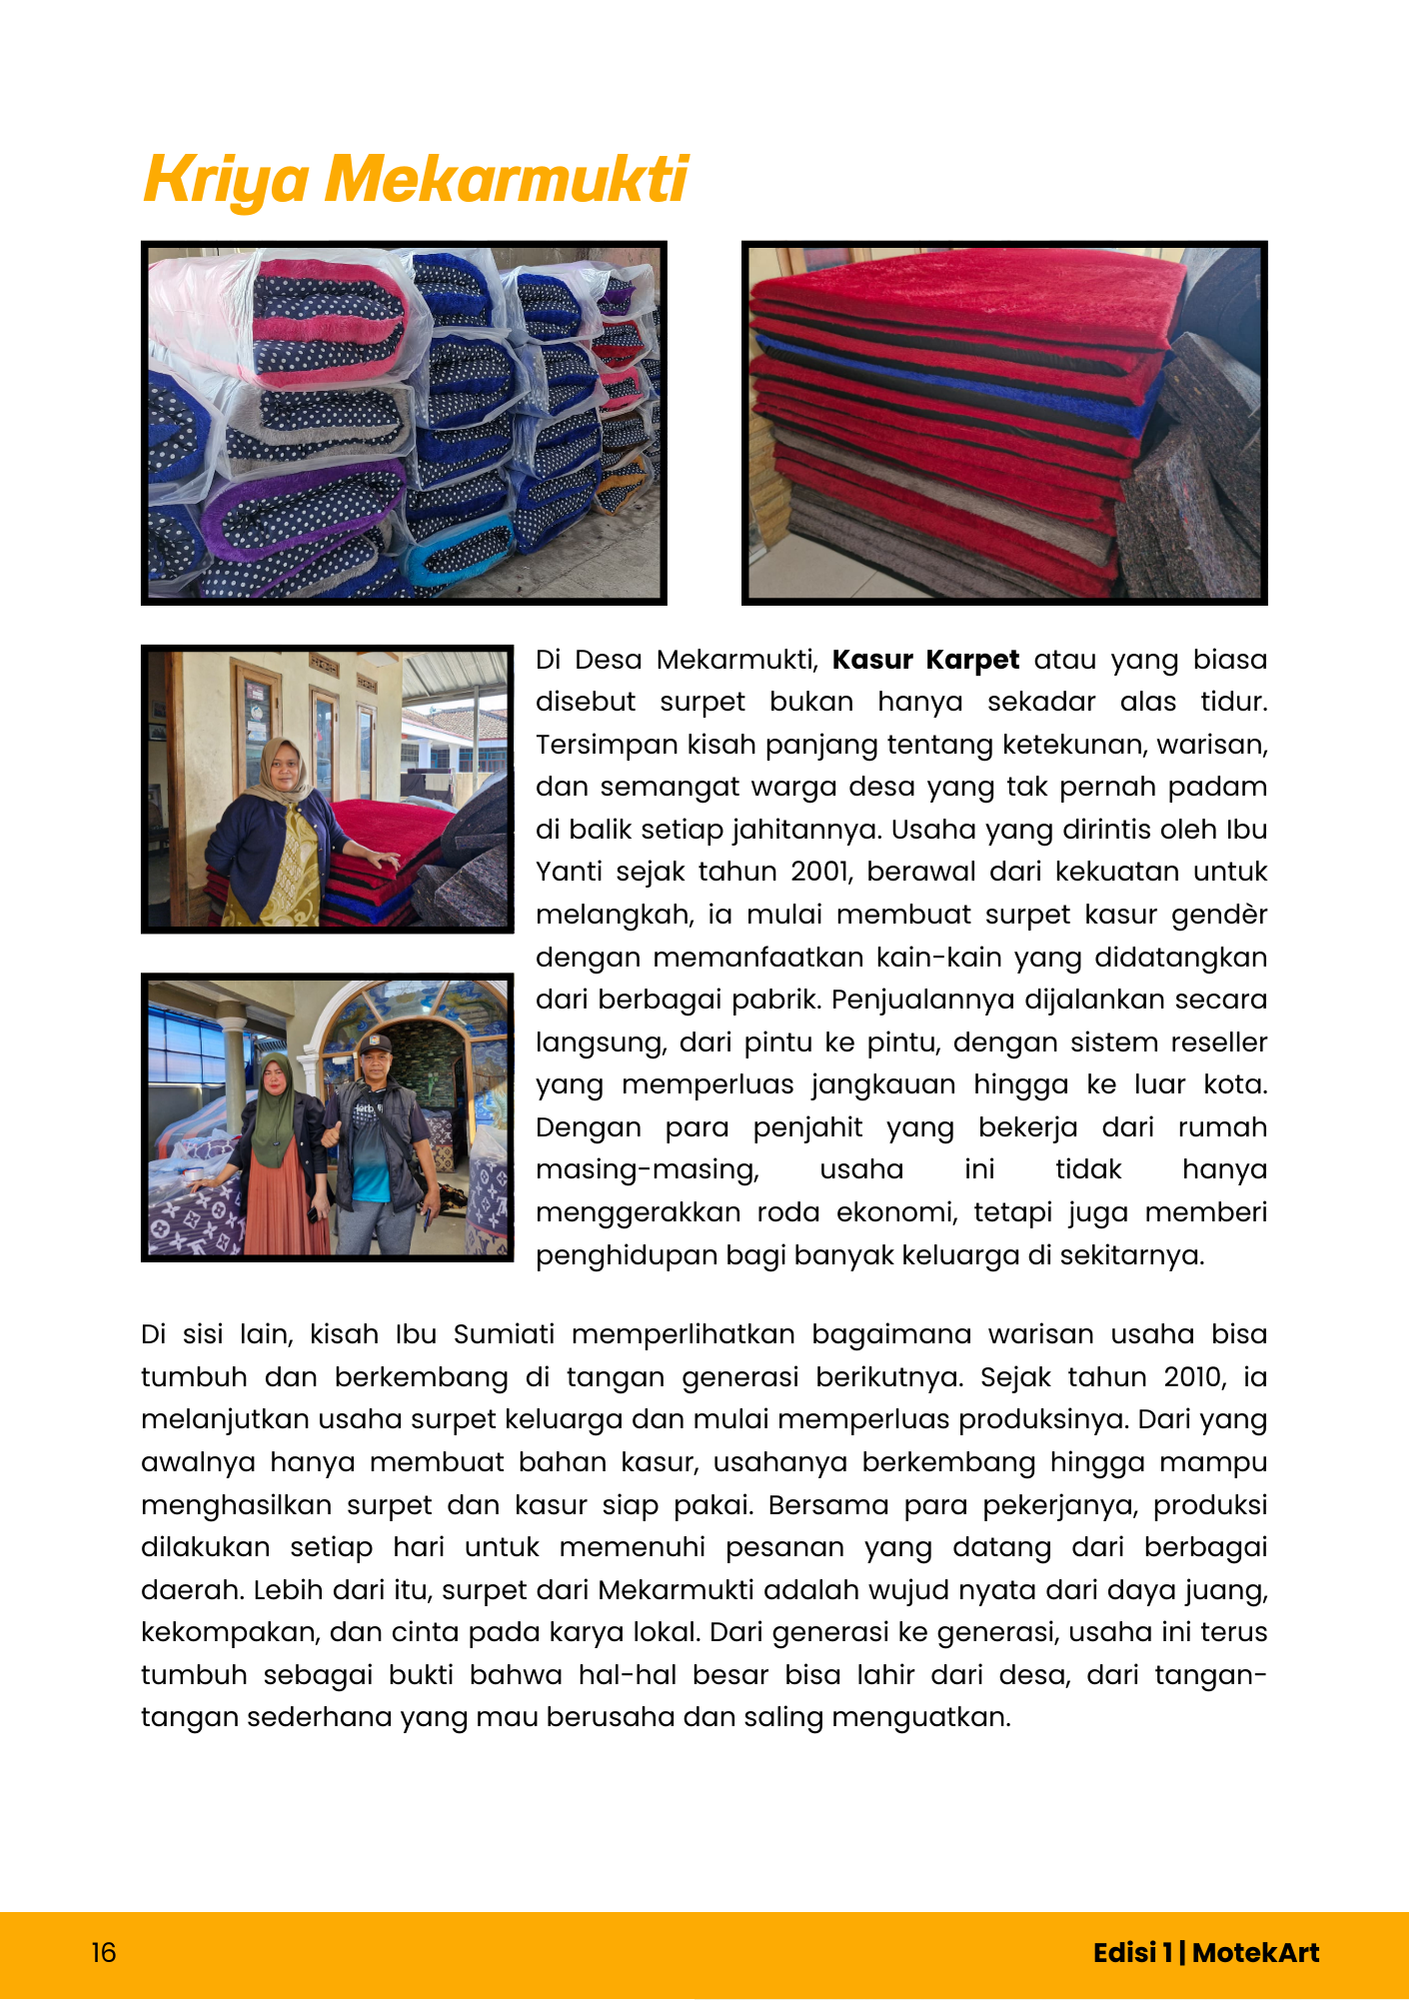 Kriya Mekarmukti
Di Desa Mekarmukti, Kasur Karpet atau yang biasa
disebut surpet bukan hanya sekadar alas tidur.
Tersimpan kisah panjang tentang ketekunan, warisan,
dan semangat warga desa yang tak pernah padam
di balik setiap jahitannya. Usaha yang dirintis oleh Ibu
Yanti sejak tahun 2001, berawal dari kekuatan untuk
melangkah, ia mulai membuat surpet kasur gendèr
dengan memanfaatkan kain-kain yang didatangkan
dari berbagai pabrik. Penjualannya dijalankan secara
langsung, dari pintu ke pintu, dengan sistem reseller
yang memperluas jangkauan hingga ke luar kota.
Dengan para penjahit yang bekerja dari rumah
masing-masing, usaha ini tidak hanya
menggerakkan roda ekonomi, tetapi juga memberi
penghidupan bagi banyak keluarga di sekitarnya.
Di sisi lain, kisah Ibu Sumiati memperlihatkan bagaimana warisan usaha bisa
tumbuh dan berkembang di tangan generasi berikutnya. Sejak tahun 2010, ia
melanjutkan usaha surpet keluarga dan mulai memperluas produksinya. Dari yang
awalnya hanya membuat bahan kasur, usahanya berkembang hingga mampu
menghasilkan surpet dan kasur siap pakai. Bersama para pekerjanya, produksi
dilakukan setiap hari untuk memenuhi pesanan yang datang dari berbagai
daerah. Lebih dari itu, surpet dari Mekarmukti adalah wujud nyata dari daya juang,
kekompakan, dan cinta pada karya lokal. Dari generasi ke generasi, usaha ini terus
tumbuh sebagai bukti bahwa hal-hal besar bisa lahir dari desa, dari tangan-
tangan sederhana yang mau berusaha dan saling menguatkan.
16
Edisi 1 | MotekArt